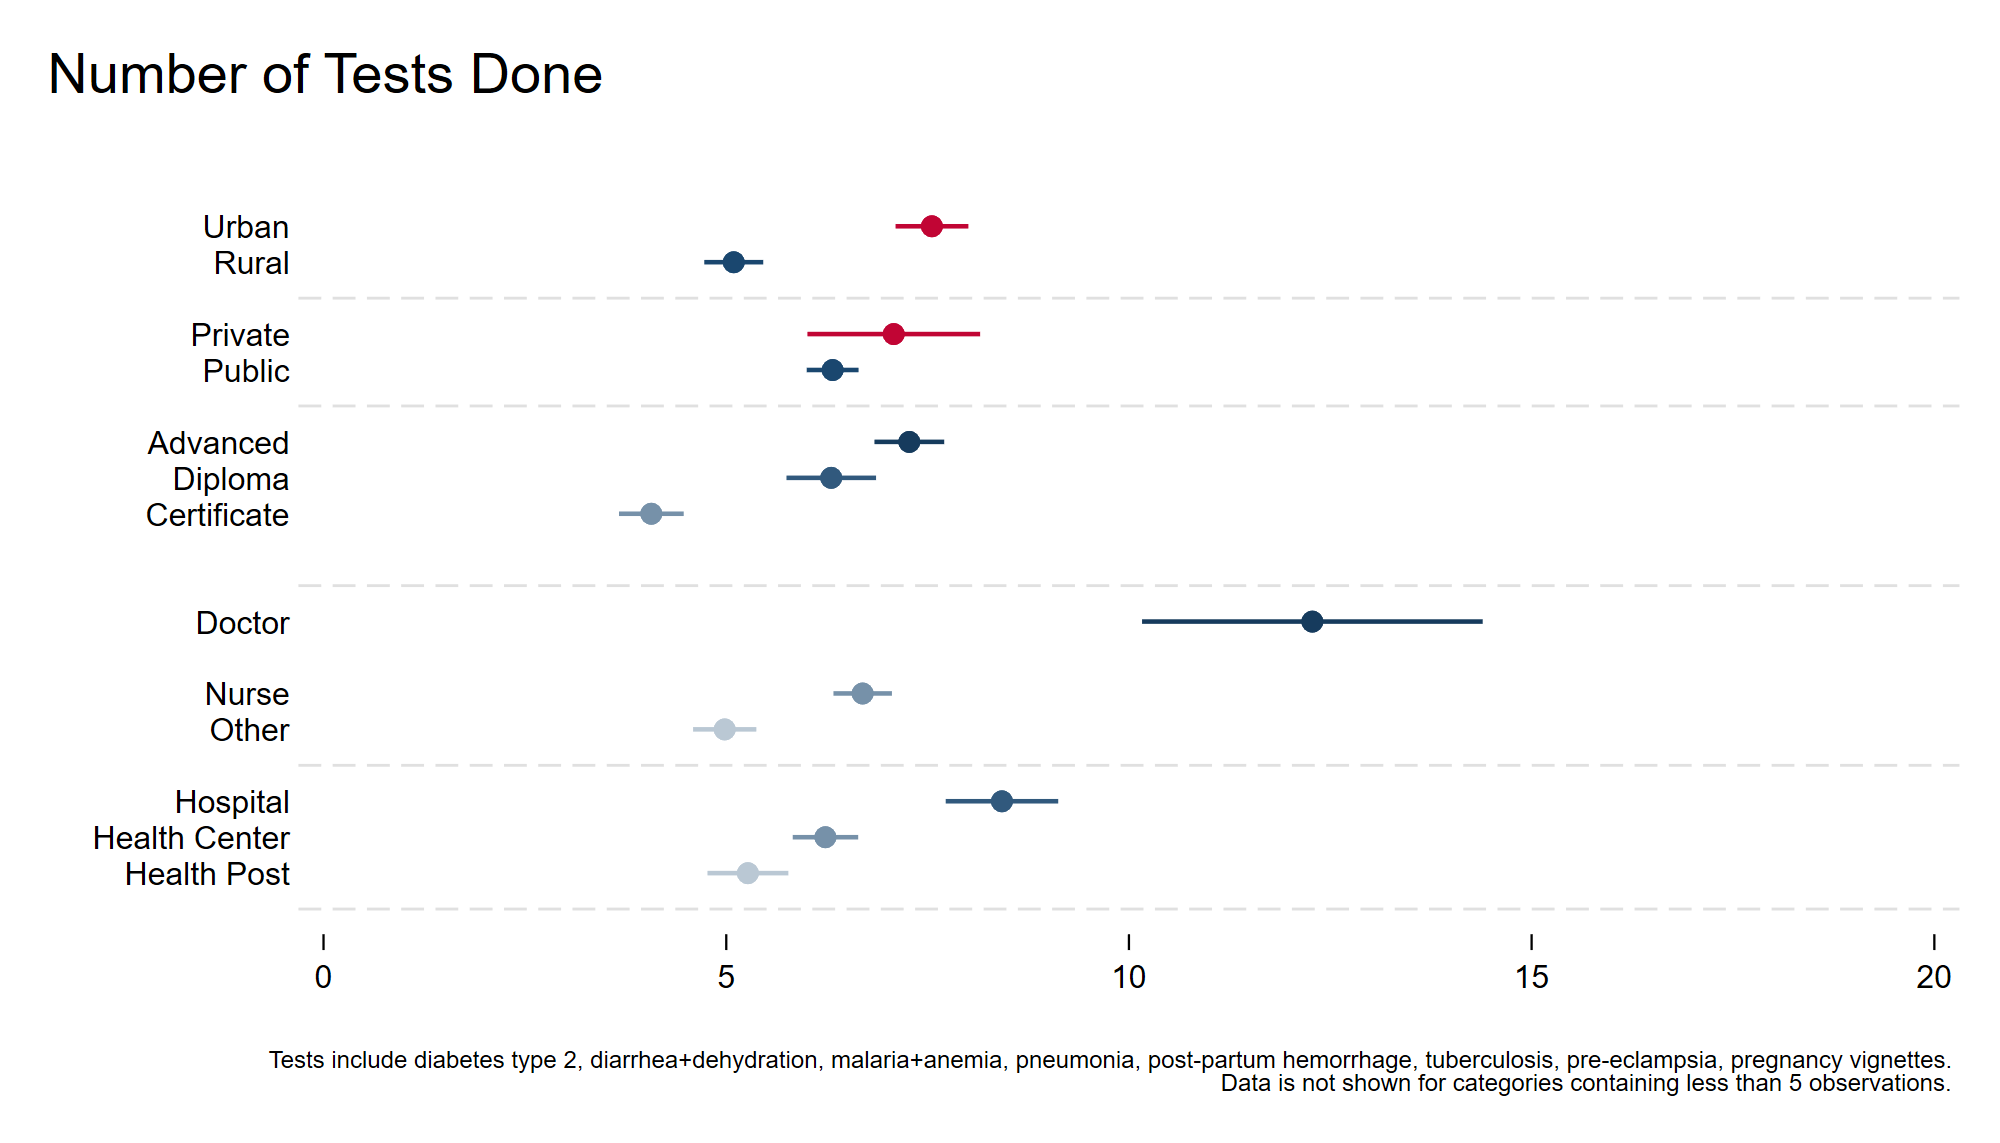 Number of Tests Done
Urban
Rural
Private
Public
Advanced
Diploma
Certificate
Doctor
Nurse
Other
Hospital
Health Center
Health Post
0 5 10 15 20
Tests include diabetes type 2, diarrhea+dehydration, malaria+anemia, pneumonia, post-partum hemorrhage, tuberculosis, pre-eclampsia, pregnancy vignettes.
Data is not shown for categories containing less than 5 observations.